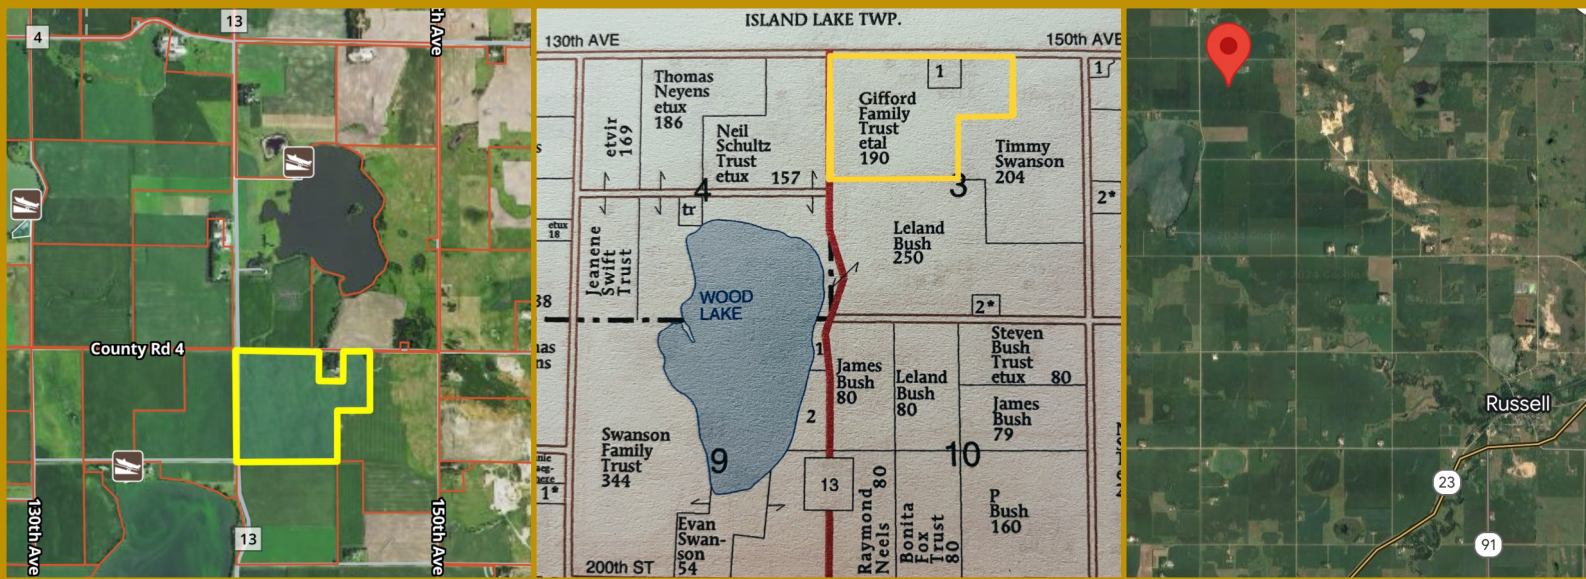 4
13
th Ave
County Rd 4
13
130th Ave
150th Ave
ISLAND LAKE TWP.
130th AVE
150th AVE
Thomas
Neyens
etux
186
etvir
169
Neil
Schultz
Trust
etux 157
1
Gifford
Family
Trust
etal
190
Timmy
Swanson
204
1
2*
s
4
3
tr
etux
18
Jeanene
Swift
Trust
Leland
Bush
250
WOOD
LAKE
38
2*
as
ns
1
2
James
Bush
80
Leland
Bush
80
Steven
Bush
Trust
etux 80
James
Bush
79
Swanson
Family
Trust
344
9
10
1*
13
Raymond
Neels 80
Bonita
Fox
Trust
80
P
Bush
160
Evan
Swan-
son
54
200th ST
Russell
23
91